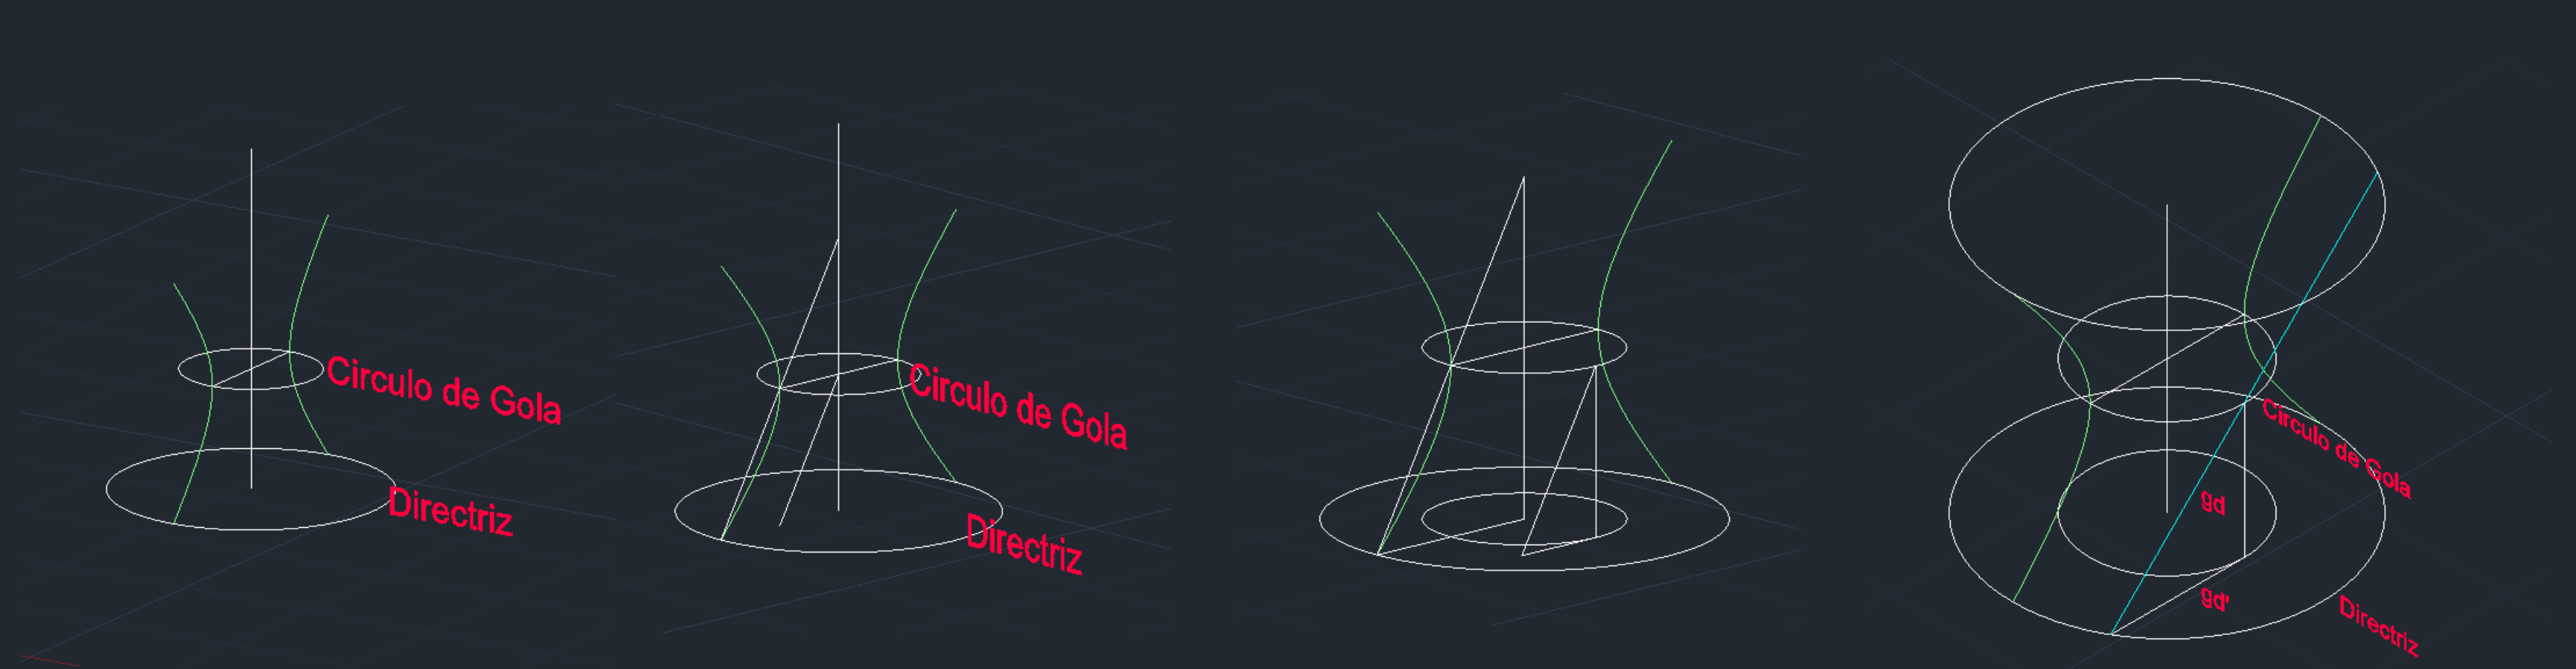 Circulo de Gola
Directriz
Circulo de Gola
Directriz
Circulo de Gola
gd
gd'
Directriz